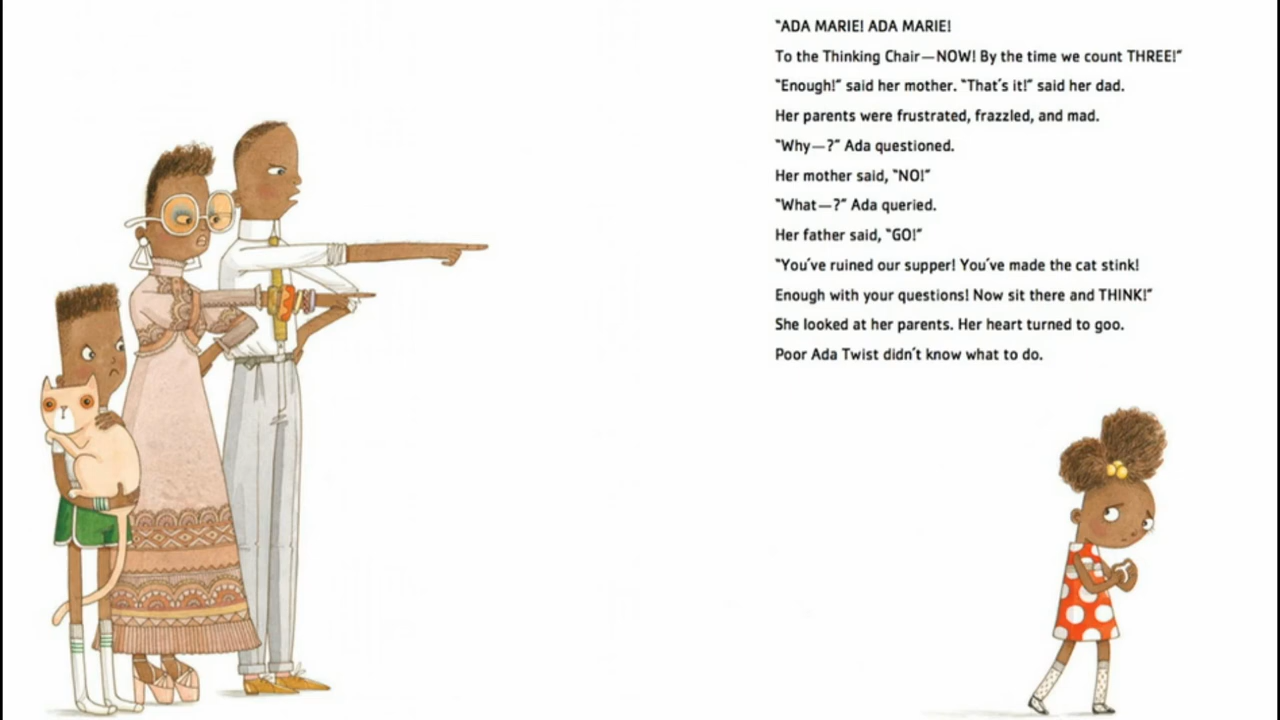 “ADA MARIE! ADA MARIE!
To the Thinking Chair—NOW! By the time we count THREE!”
“Enough!” said her mother. “That’s it!” said her dad.
Her parents were frustrated, frazzled, and mad.
“Why—?” Ada questioned.
Her mother said, “NO!”
“What—?” Ada queried.
Her father said, “GO!”
“You’ve ruined our supper! You’ve made the cat stink!
Enough with your questions! Now sit there and THINK!”
She looked at her parents. Her heart turned to goo.
Poor Ada Twist didn’t know what to do.